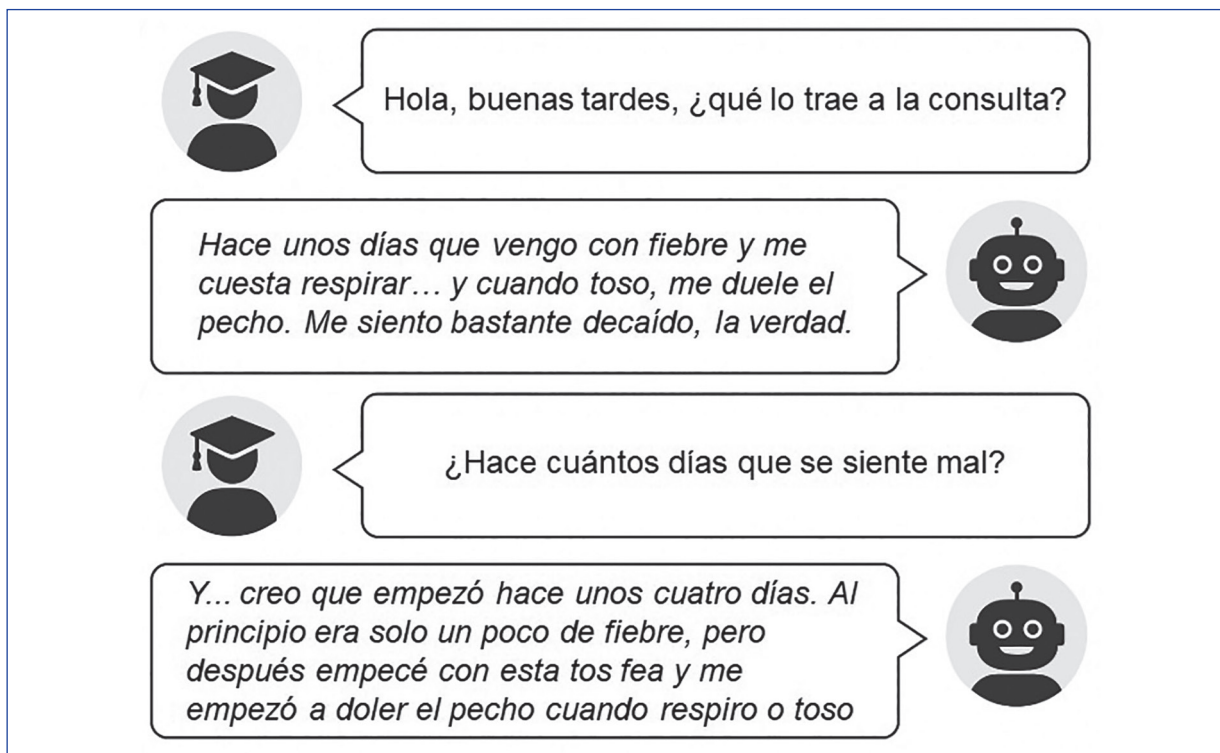 Hola, buenas tardes, ¿qué lo trae a la consulta?
Hace unos días que vengo con fiebre y me
cuesta respirar... y cuando toso, me duele el
pecho. Me siento bastante decaído, la verdad.
¿Hace cuántos días que se siente mal?
Y... creo que empezó hace unos cuatro días. Al
principio era solo un poco de fiebre, pero
después empecé con esta tos fea y me
empezó a doler el pecho cuando respiro o toso